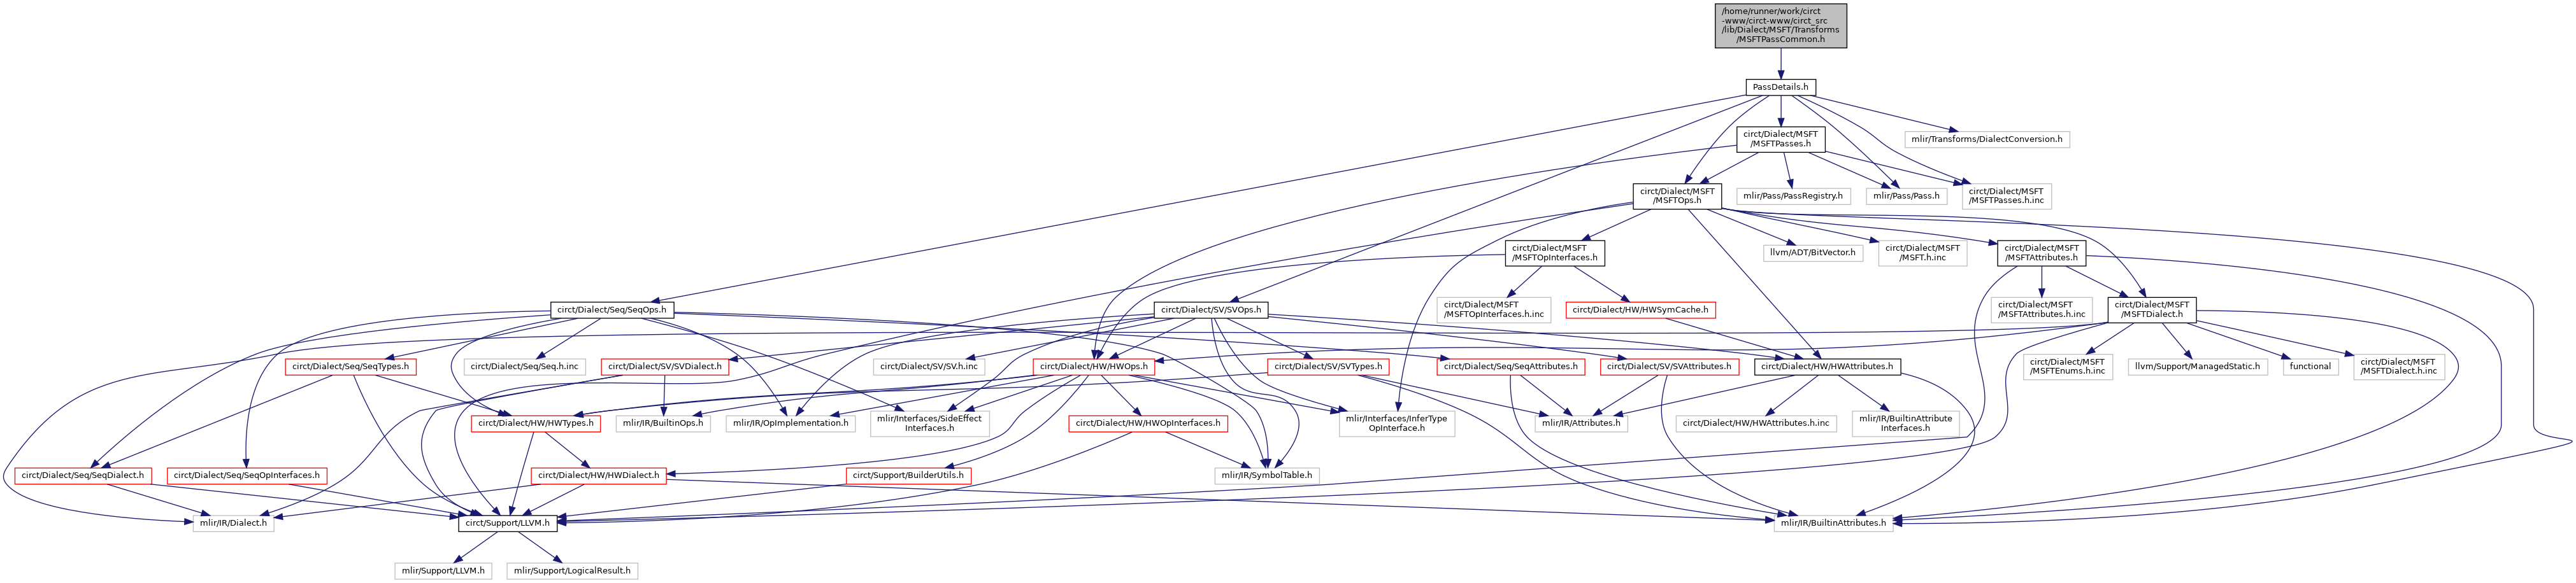 /home/runner/work/circt
-www/circt-www/circt_src
/lib/Dialect/MSFT/Transforms
/MSFTPassCommon.h
PassDetails.h
circt/Dialect/MSFT
/MSFTPasses.h
mlir/Transforms/DialectConversion.h
circt/Dialect/MSFT
/MSFTOps.h
mlir/Pass/PassRegistry.h
mlir/Pass/Pass.h
circt/Dialect/MSFT
/MSFTPasses.h.inc
circt/Dialect/MSFT
/MSFTOpInterfaces.h
llvm/ADT/BitVector.h
circt/Dialect/MSFT
/MSFT.h.inc
circt/Dialect/MSFT
/MSFTAttributes.h
circt/Dialect/Seq/SeqOps.h
circt/Dialect/SV/SVOps.h
circt/Dialect/MSFT
/MSFTOpInterfaces.h.inc
circt/Dialect/HW/HWSymCache.h
circt/Dialect/MSFT
/MSFTAttributes.h.inc
circt/Dialect/MSFT
/MSFTDialect.h
circt/Dialect/Seq/SeqTypes.h
circt/Dialect/Seq/Seq.h.inc
circt/Dialect/SV/SVDialect.h
circt/Dialect/SV/SV.h.inc
circt/Dialect/HW/HWOps.h
circt/Dialect/SV/SVTypes.h
circt/Dialect/Seq/SeqAttributes.h
circt/Dialect/SV/SVAttributes.h
circt/Dialect/HW/HWAttributes.h
circt/Dialect/MSFT
/MSFTEnums.h.inc
llvm/Support/ManagedStatic.h
functional
circt/Dialect/MSFT
/MSFTDialect.h.inc
circt/Dialect/HW/HWTypes.h
mlir/IR/BuiltinOps.h
mlir/IR/OpImplementation.h
mlir/Interfaces/SideEffect
Interfaces.h
circt/Dialect/HW/HWOpInterfaces.h
mlir/Interfaces/InferType
OpInterface.h
mlir/IR/Attributes.h
circt/Dialect/HW/HWAttributes.h.inc
mlir/IR/BuiltinAttribute
Interfaces.h
circt/Dialect/Seq/SeqDialect.h
circt/Dialect/Seq/SeqOpInterfaces.h
circt/Dialect/HW/HWDialect.h
circt/Support/BuilderUtils.h
mlir/IR/SymbolTable.h
mlir/IR/Dialect.h
circt/Support/LLVM.h
mlir/IR/BuiltinAttributes.h
mlir/Support/LLVM.h
mlir/Support/LogicalResult.h